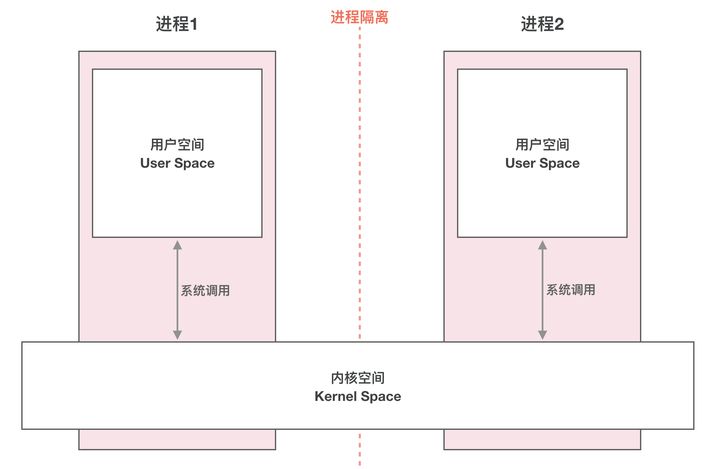 进程1
进程隔离
进程2
用户空间
User Space
用户空间
User Space
系统调用
系统调用
内核空间
Kernel Space